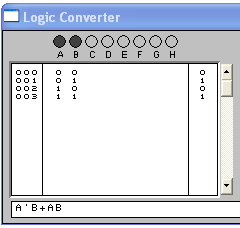 Logic Converter
A B C D E F G H
000 0 0 0
001 0 1 1
002 1 0 0
003 1 1 1
A'B+AB